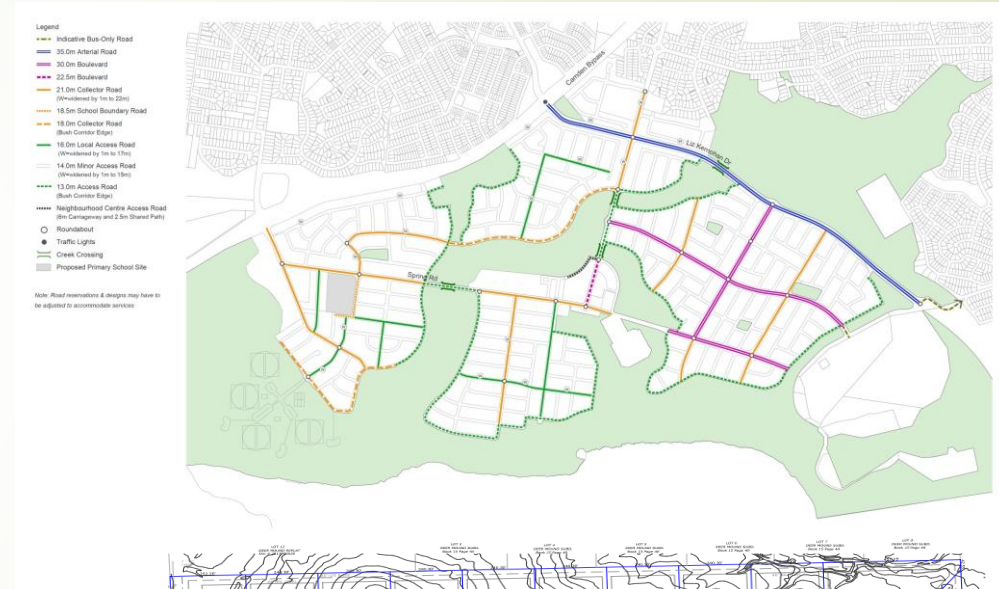 Legend
Indicative Bus-Only Road
35.0m Arterial Road
30.0m Boulevard
22.5m Boulevard
21.0m Collector Road
(W=widened by 1m to 22m)
18.5m School Boundary Road
18.0m Collector Road
(Bush Corridor Edge)
16.0m Local Access Road
(W=widened by 1m to 17m)
14.0m Minor Access Road
(W=widened by 1m to 15m)
13.0m Access Road
(Bush Corridor Edge)
Neighbourhood Centre Access Road
(6m Carriageway and 2.5m Shared Path)
Roundabout
Traffic Lights
Creek Crossing
Proposed Primary School Site
Note: Road reservations & designs may have to
be adjusted to accommodate services
Camden Bypass
Liz Kernohan Dr
Spring Rd